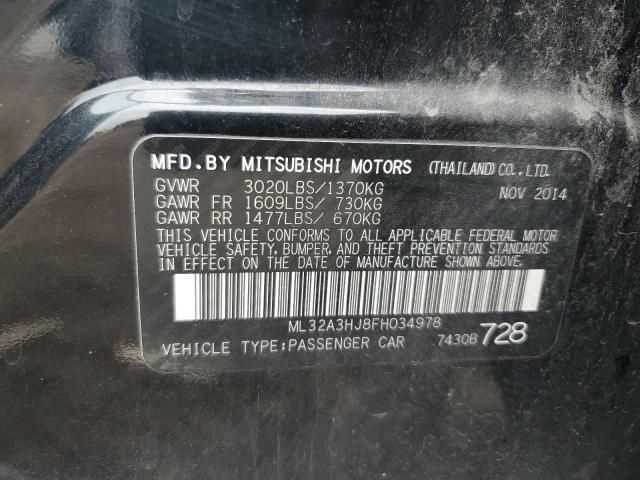 MFD.BY MITSUBISHI MOTORS (THAILAND)CO.,LTD.
GVWR 3020LBS/1370KG NOV 2014
GAWR FR 1609LBS/ 730KG
GAWR RR 1477LBS/ 670KG
THIS VEHICLE CONFORMS TO ALL APPLICABLE FEDERAL MOTOR
VEHICLE SAFETY, BUMPER, AND THEFT PREVENTION STANDARDS
IN EFFECT ON THE DATE OF MANUFACTURE SHOWN ABOVE.
ML32A3HJ8FH034978
VEHICLE TYPE:PASSENGER CAR 7430B 728